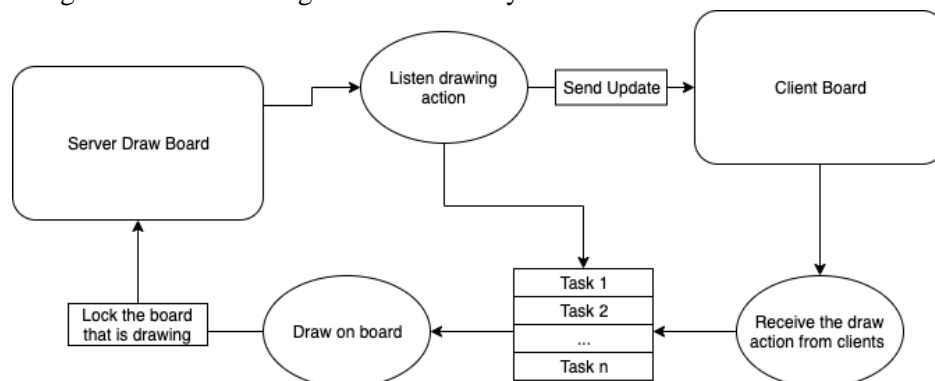 Listen drawing
action
Send Update
Client Board
Server Draw Board
Task 1
Task 2
...
Task n
Lock the board
that is drawing
Draw on board
Receive the draw
action from clients